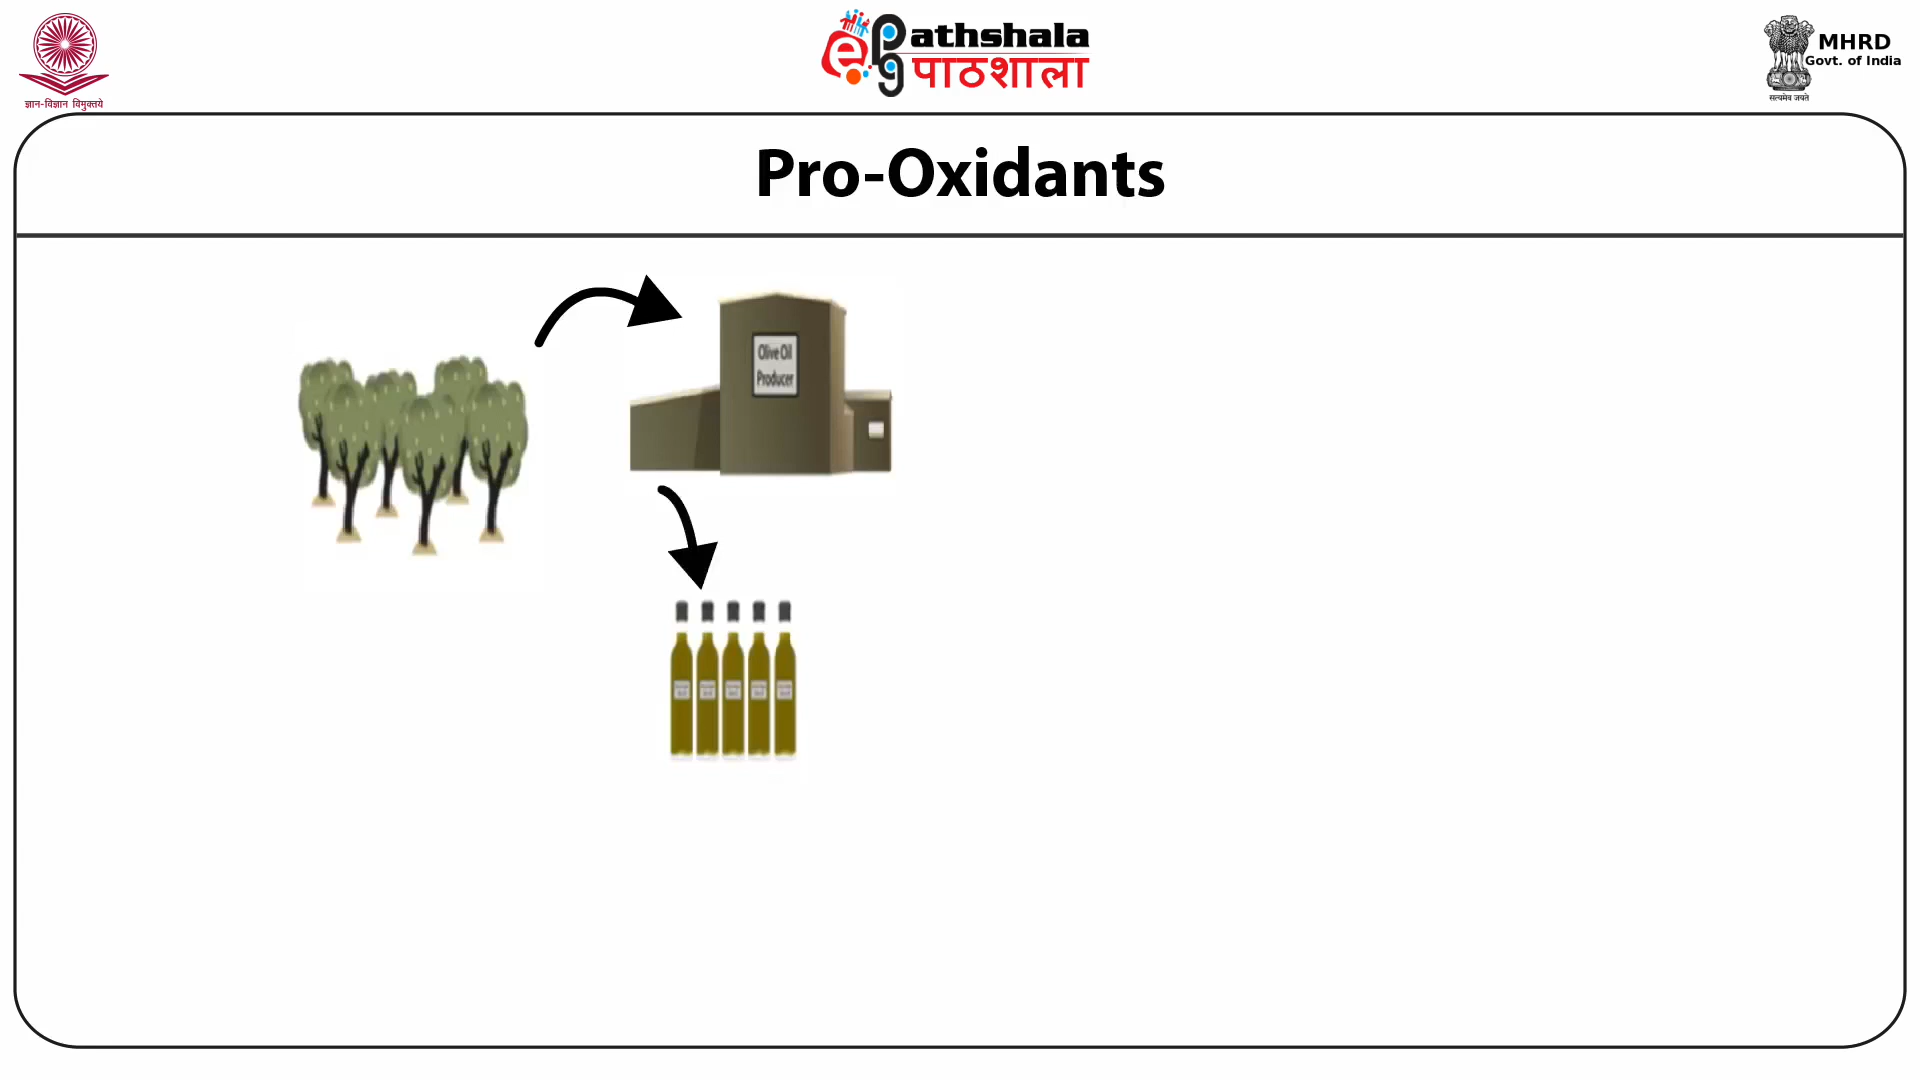 ज्ञान-विज्ञान विमुक्तये
ePathshala
पाठशाला
MHRD
Govt. of India
सत्यमेव जयते
Pro-Oxidants
Olive Oil
Producer